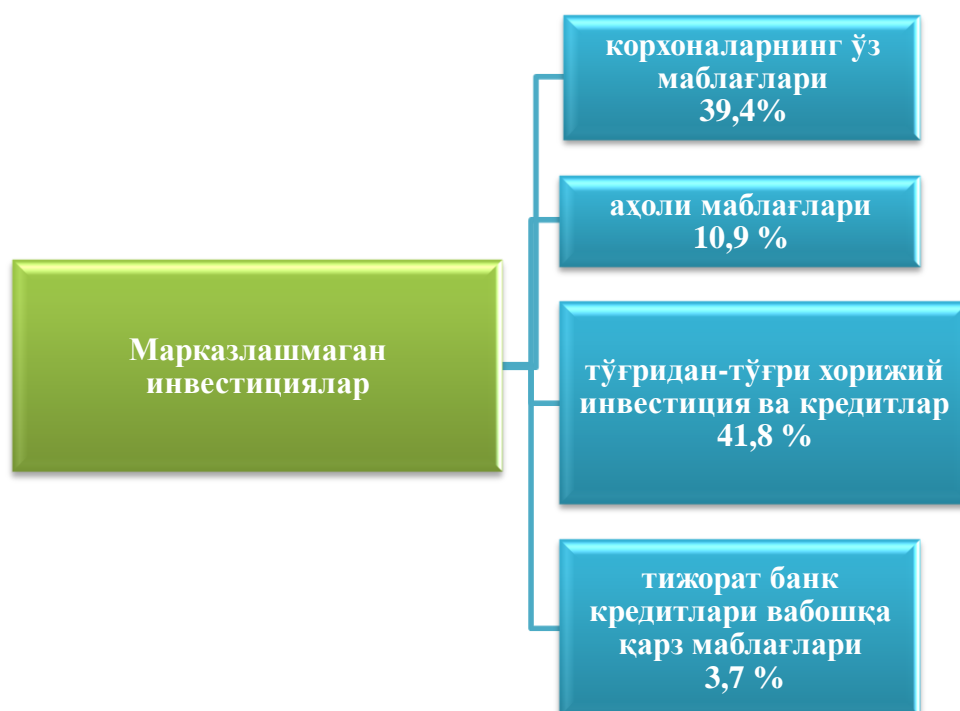 корхоналарнинг ўз
маблағлари
39,4%
аҳоли маблағлари
10,9 %
Марказлашмаган
инвестициялар
тўғридан-тўғри хорижий
инвестиция ва кредитлар
41,8 %
тижорат банк
кредитлари вабошқа
қарз маблағлари
3,7 %